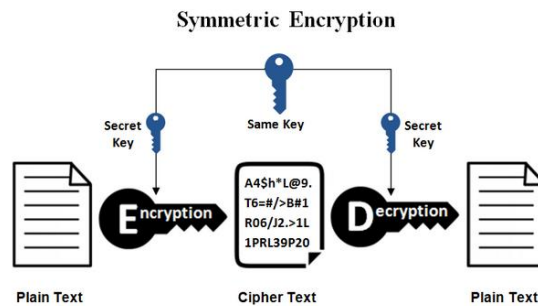 Symmetric Encryption
Secret
Key
Same Key
Secret
Key
Encryption
A4$h*L@9.
T6=#/>B#1
R06/J2.>1L
1PRL39P20
Decryption
Plain Text
Cipher Text
Plain Text